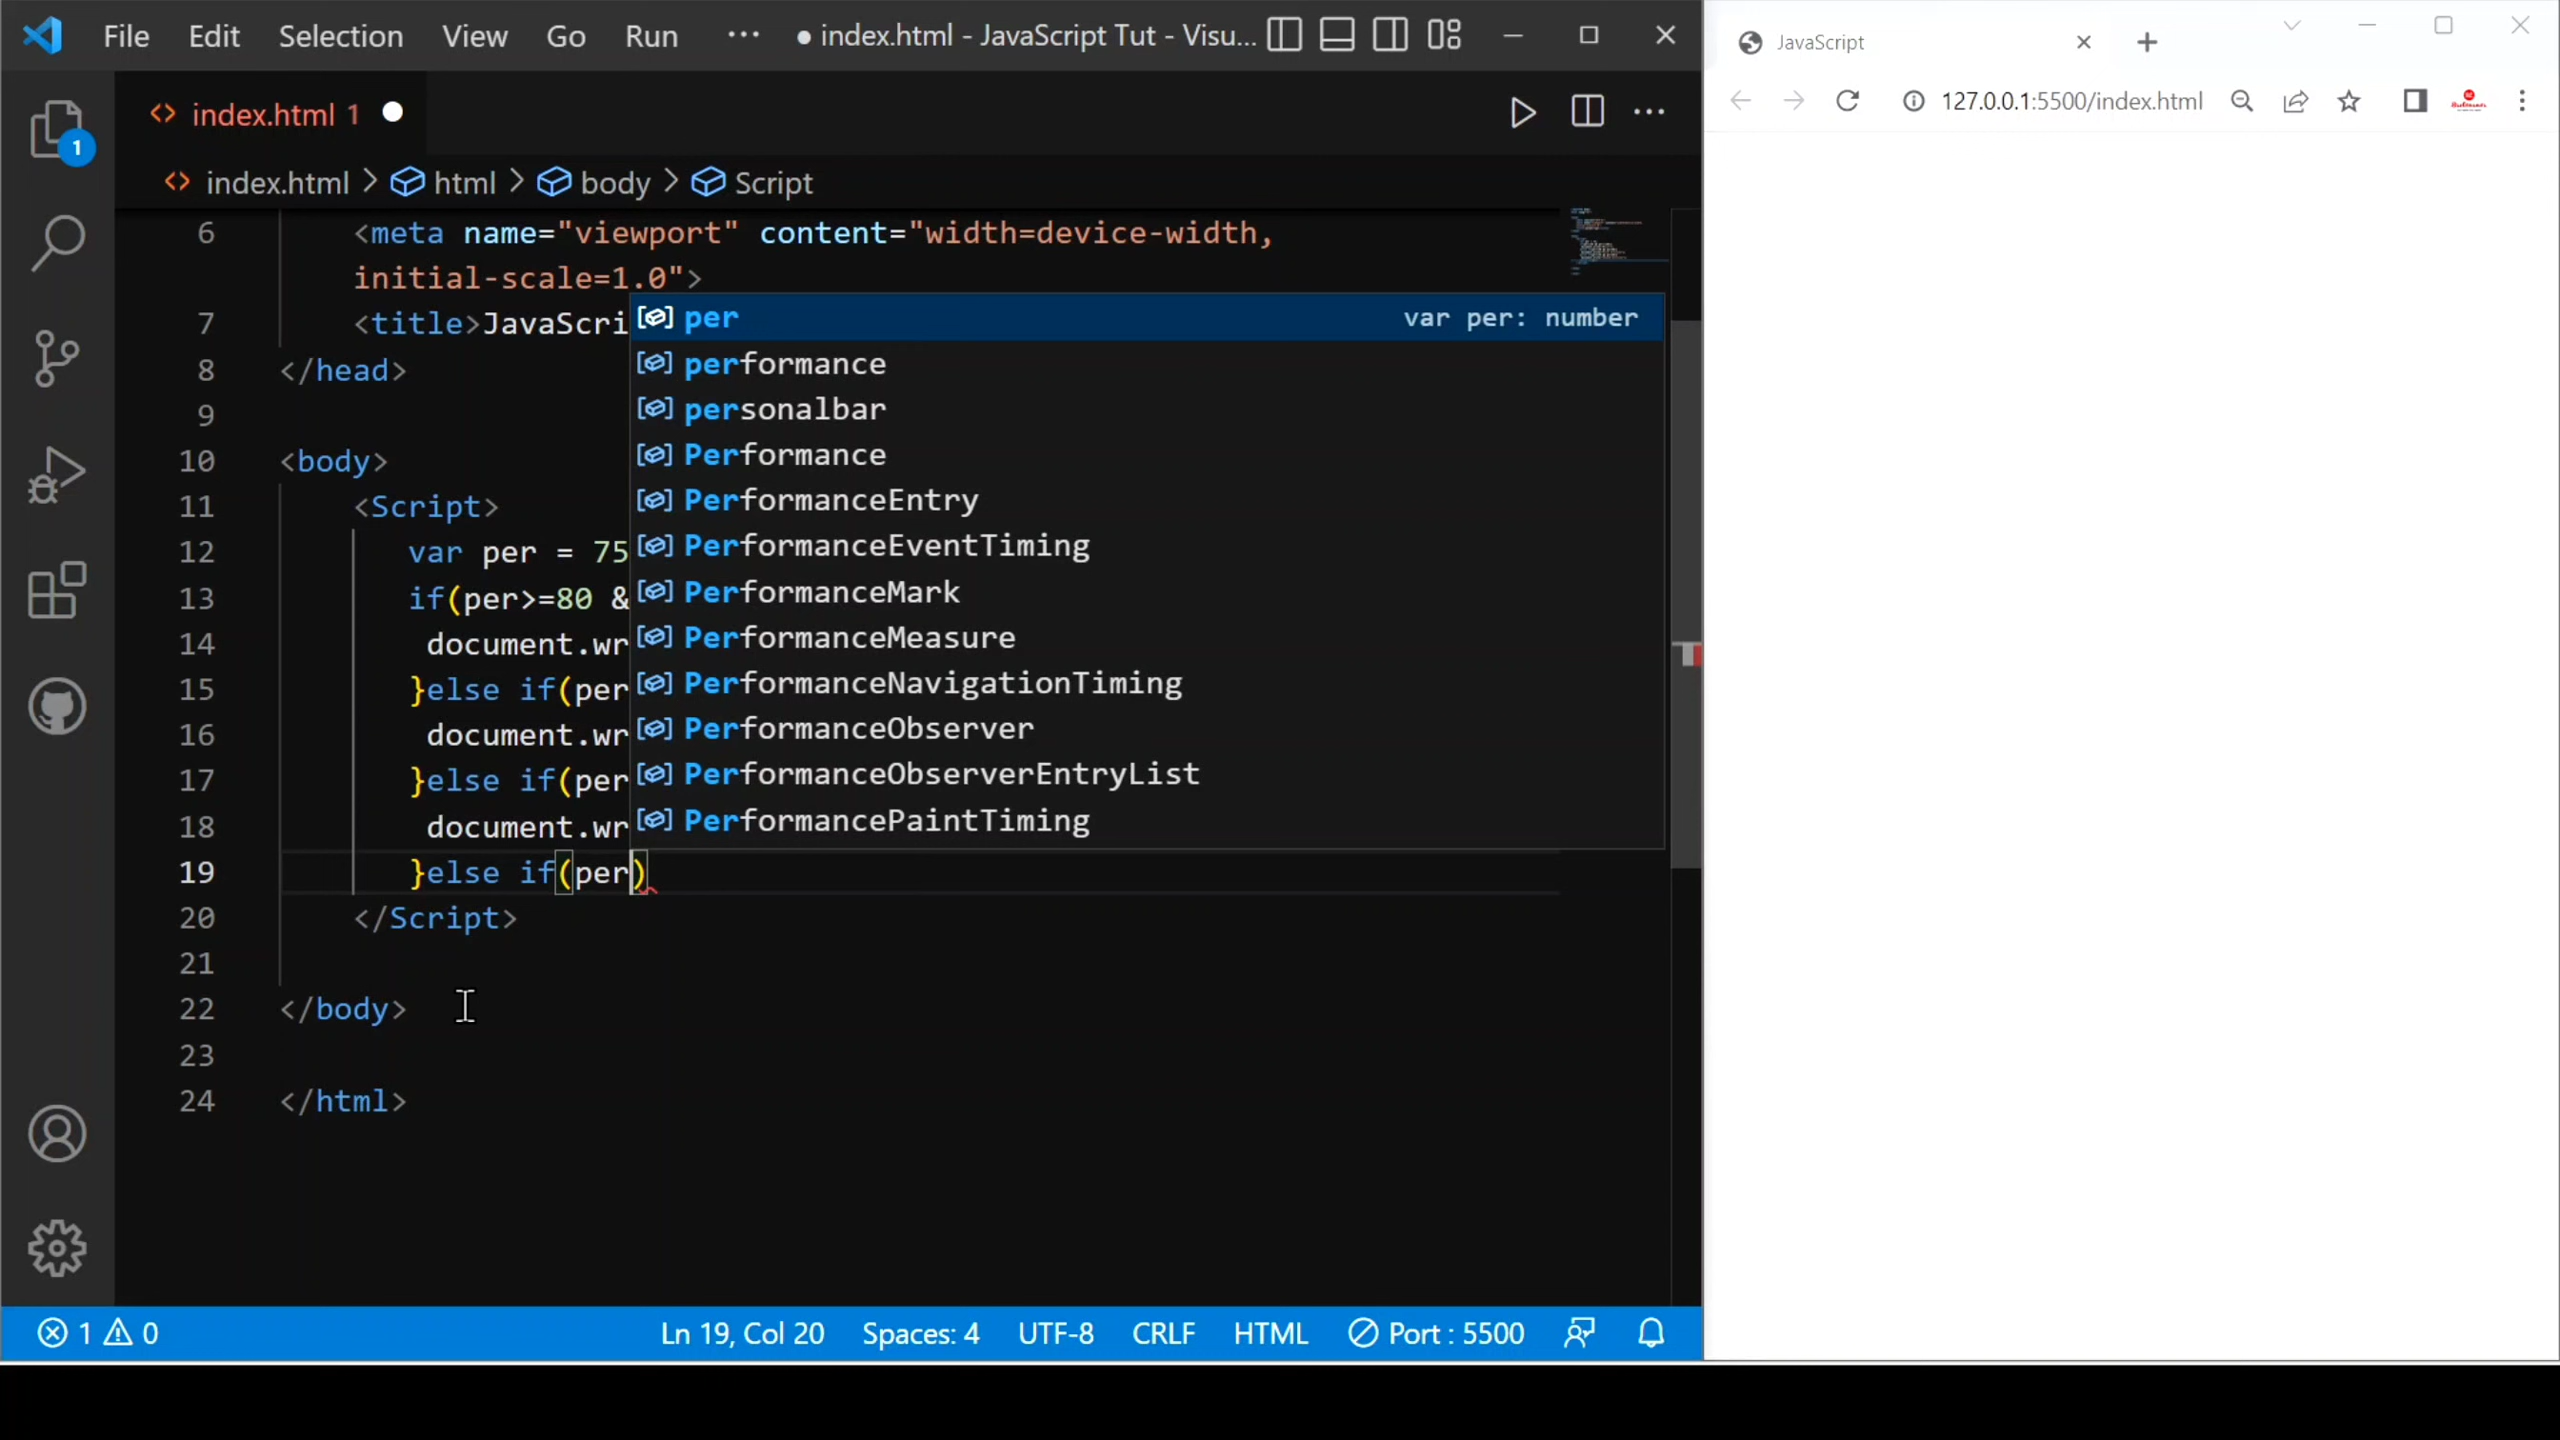 File Edit Selection View Go Run ··· ● index.html - JavaScript Tut - Visu...
index.html 1
index.html > html > body > Script
6 <meta name="viewport" content="width=device-width,
initial-scale=1.0">
7 <title>JavaScri
8 </head>
9
10 <body>
11 <Script>
12 var per = 75
13 if(per>=80 &
14 document.wr
15 }else if(per
16 document.wr
17 }else if(per
18 document.wr
19 }else if(per)
20 </Script>
21
22 </body>
23
24 </html>
per var per: number
performance
personalbar
Performance
PerformanceEntry
PerformanceEventTiming
PerformanceMark
PerformanceMeasure
PerformanceNavigationTiming
PerformanceObserver
PerformanceObserverEntryList
PerformancePaintTiming
1
1 0 Ln 19, Col 20 Spaces: 4 UTF-8 CRLF HTML Port : 5500
JavaScript
127.0.0.1:5500/index.html